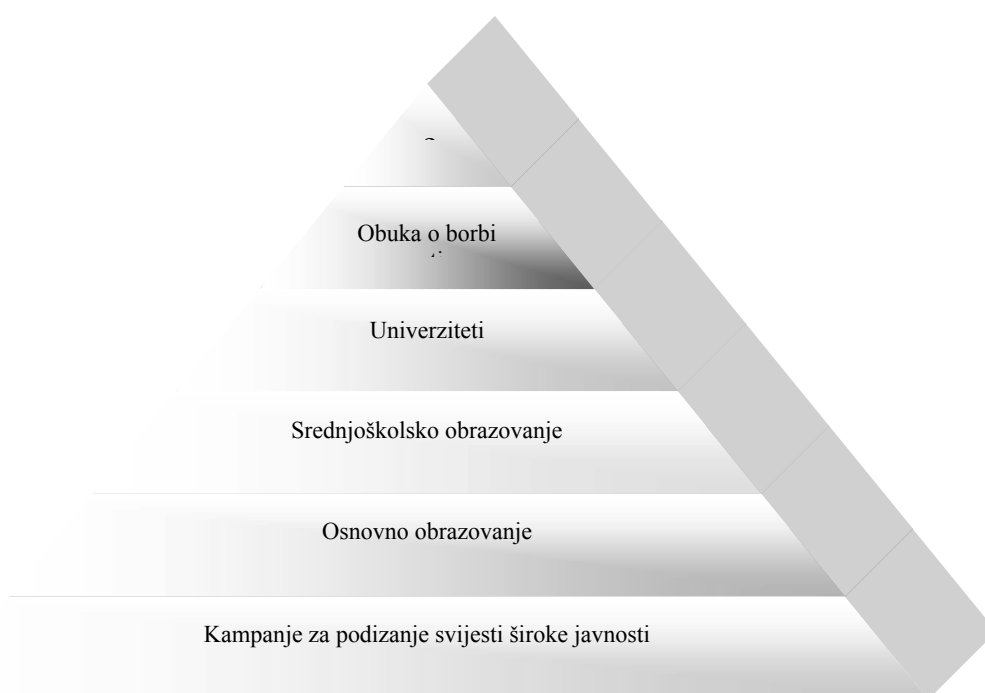 Obuka o borbi
Univerziteti
Srednjoškolsko obrazovanje
Osnovno obrazovanje
Kampanje za podizanje svijesti široke javnosti